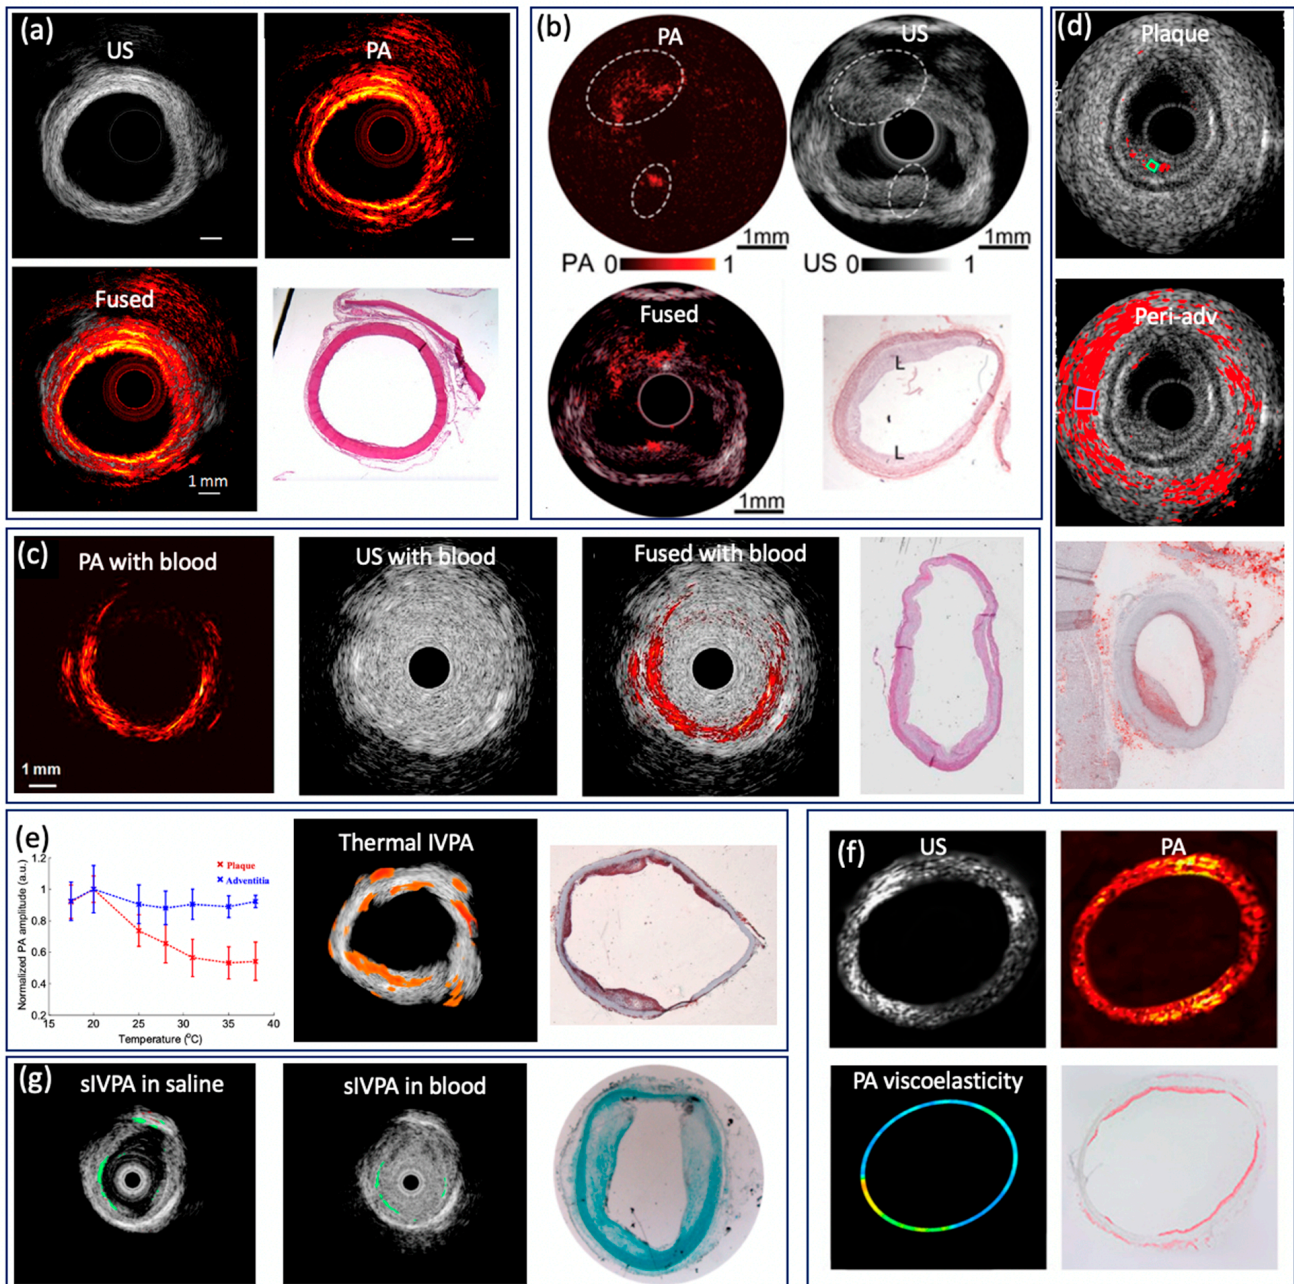 (a)
US
PA
Fused
1 mm
(b)
PA
US
1mm
1mm
PA 0 1
US 0 1
Fused
L
L
1mm
(d)
Plaque
Peri-adv
(c)
PA with blood
US with blood
Fused with blood
1 mm
(e)
Normalized PA amplitude (a.u.)
1.2
1
0.8
0.6
0.4
0.2
15 20 25 30 35 40
Temperature (°C)
Plaque
Adventitia
Thermal IVPA
(f)
US
PA
PA viscoelasticity
(g)
sIVPA in saline
sIVPA in blood